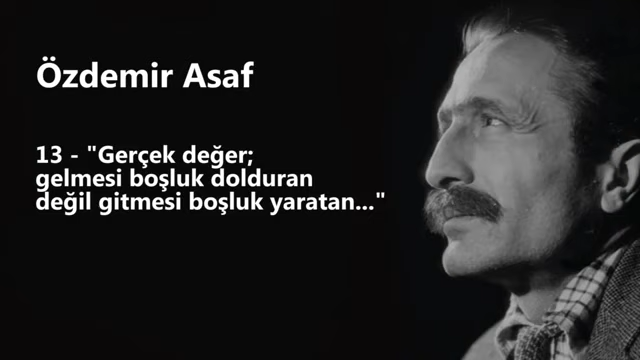 Özdemir Asaf
13 - "Gerçek değer;
gelmesi boşluk dolduran
değil gitmesi boşluk yaratan..."